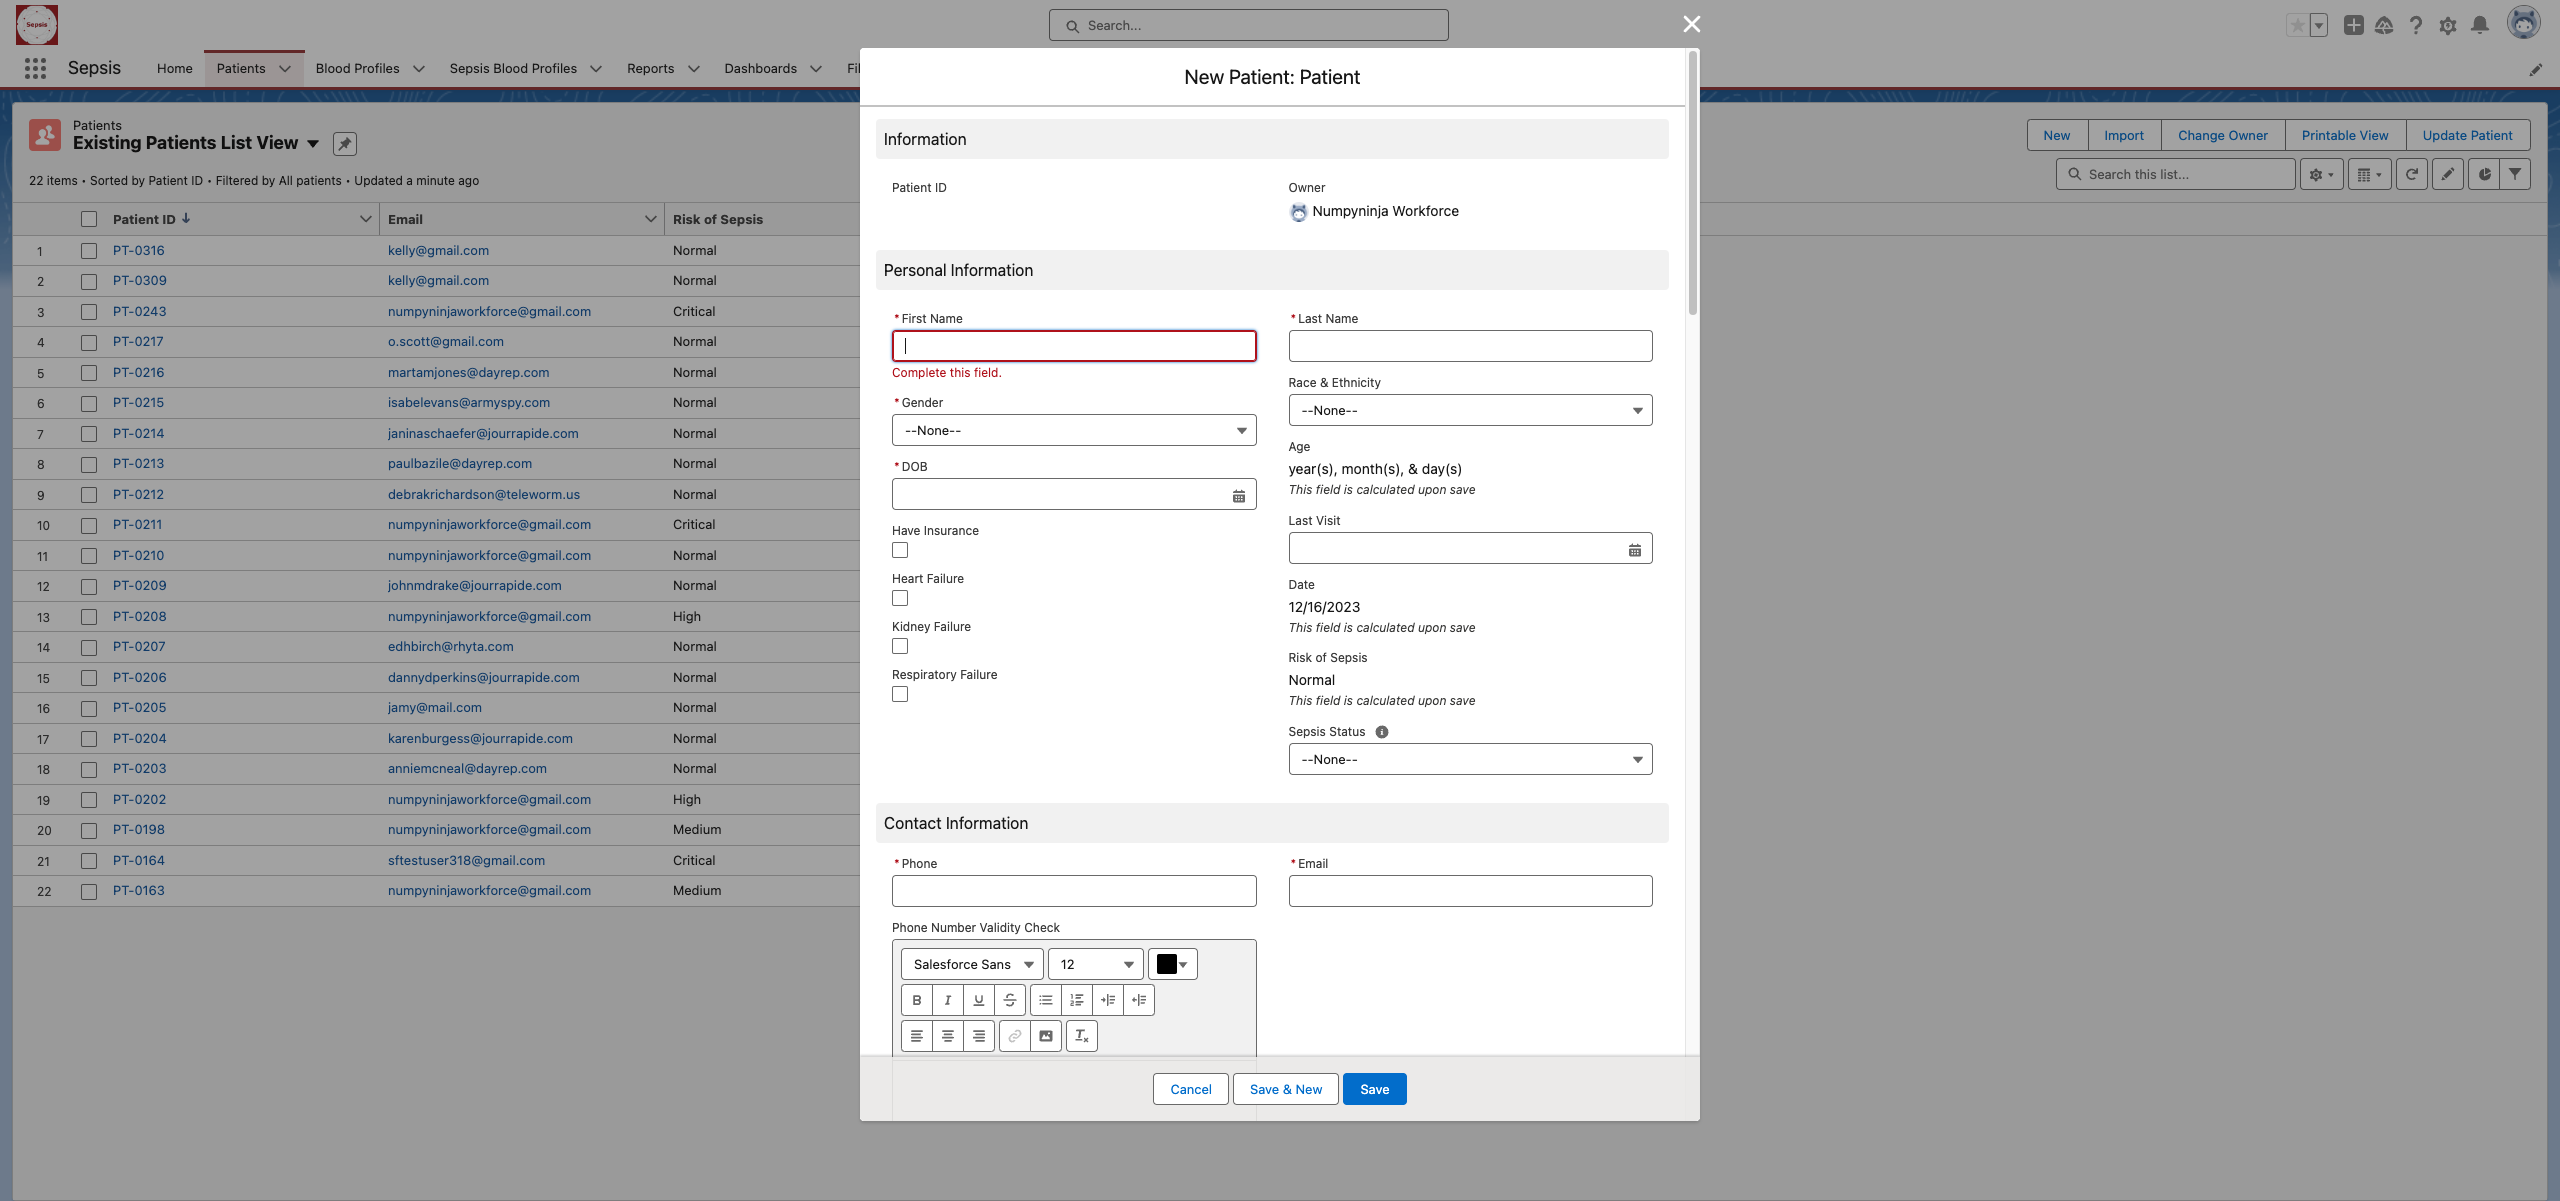 Sepsis
Search...
Sepsis
Home
Patients
Blood Profiles
Sepsis Blood Profiles
Reports
Dashboards
Patients
Existing Patients List View
22 items • Sorted by Patient ID • Filtered by All patients • Updated a minute ago
New
Import
Change Owner
Printable View
Update Patient
Search this list...
Patient ID Email Risk of Sepsis
1 PT-0316 kelly@gmail.com Normal
2 PT-0309 kelly@gmail.com Normal
3 PT-0243 numpyninjaworkforce@gmail.com Critical
4 PT-0217 o.scott@gmail.com Normal
5 PT-0216 martamjones@dayrep.com Normal
6 PT-0215 isabelevans@armyspy.com Normal
7 PT-0214 janinaschaefer@jourrapide.com Normal
8 PT-0213 paulbazile@dayrep.com Normal
9 PT-0212 debrakrichardson@teleworm.us Normal
10 PT-0211 numpyninjaworkforce@gmail.com Critical
11 PT-0210 numpyninjaworkforce@gmail.com Normal
12 PT-0209 johnmdrake@jourrapide.com Normal
13 PT-0208 numpyninjaworkforce@gmail.com High
14 PT-0207 edhbirch@rhyta.com Normal
15 PT-0206 dannydperkins@jourrapide.com Normal
16 PT-0205 jamy@mail.com Normal
17 PT-0204 karenburgess@jourrapide.com Normal
18 PT-0203 anniemcneal@dayrep.com Normal
19 PT-0202 numpyninjaworkforce@gmail.com High
20 PT-0198 numpyninjaworkforce@gmail.com Medium
21 PT-0164 sftestuser318@gmail.com Critical
22 PT-0163 numpyninjaworkforce@gmail.com Medium
New Patient: Patient
Information
Patient ID
Owner
Numpyninja Workforce
Personal Information
* First Name
Complete this field.
* Gender
--None--
* DOB
Have Insurance
Heart Failure
Kidney Failure
Respiratory Failure
* Last Name
Race & Ethnicity
--None--
Age
year(s), month(s), & day(s)
This field is calculated upon save
Last Visit
Date
12/16/2023
This field is calculated upon save
Risk of Sepsis
Normal
This field is calculated upon save
Sepsis Status
--None--
Contact Information
* Phone
* Email
Phone Number Validity Check
Salesforce Sans
12
Cancel
Save & New
Save